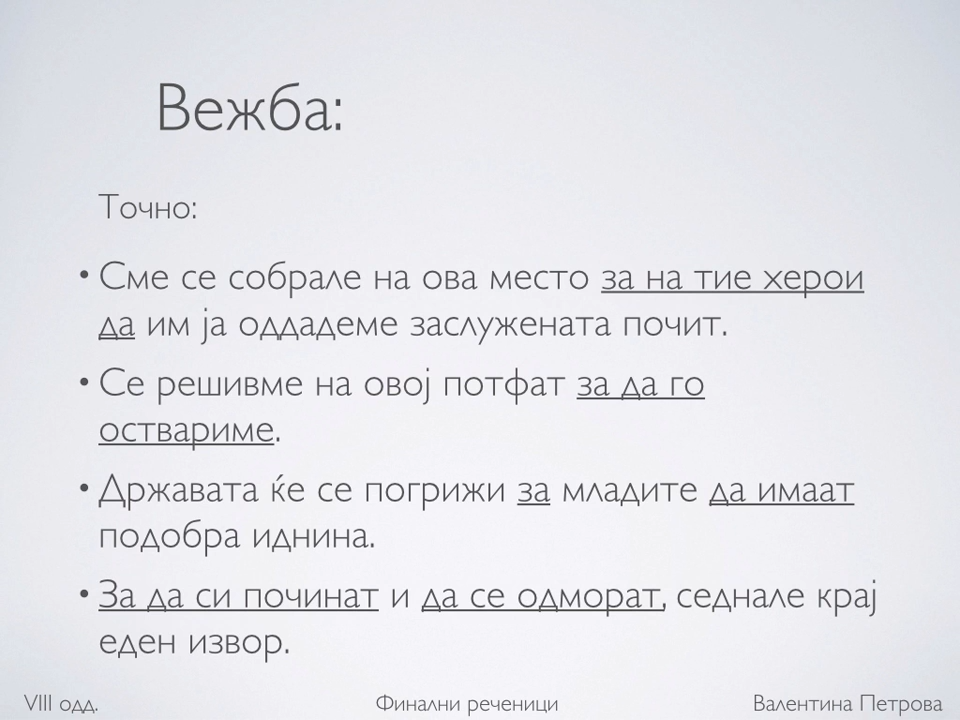 Вежба:
Точно:
• Сме се собрале на ова место за на тие херои
да им ја оддадеме заслужената почит.
• Се решивме на овој потфат за да го
оствариме.
• Државата ќе се погрижи за младите да имаат
подобра иднина.
• За да си починат и да се одморат, седнале крај
еден извор.
VIII одд. Финални реченици Валентина Петрова